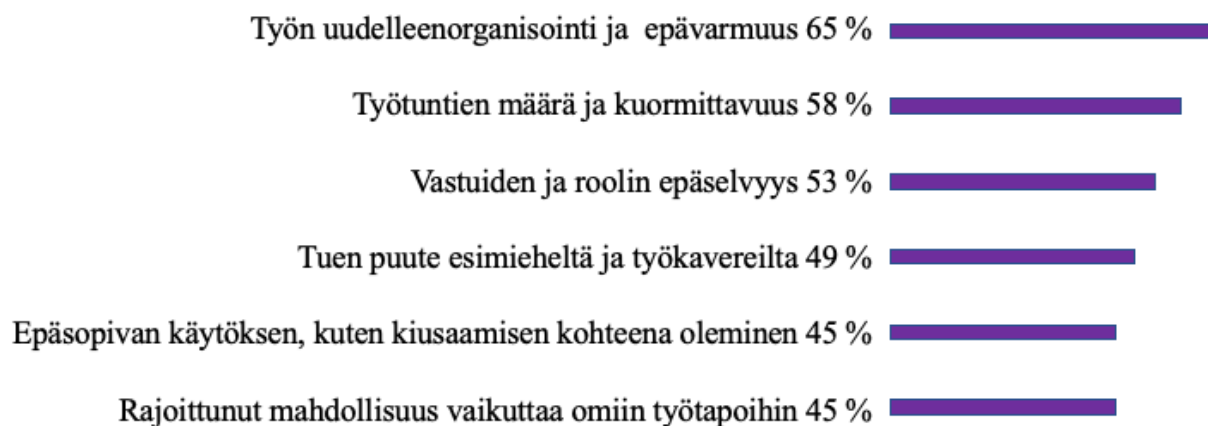 Työn uudelleenorganisointi ja epävarmuus 65 %
Työtuntien määrä ja kuormittavuus 58 %
Vastuiden ja roolin epäselvyys 53 %
Tuen puute esimieheltä ja työkavereilta 49 %
Epäsopivan käytöksen, kuten kiusaamisen kohteena oleminen 45 %
Rajoittunut mahdollisuus vaikuttaa omiin työtapoihin 45 %